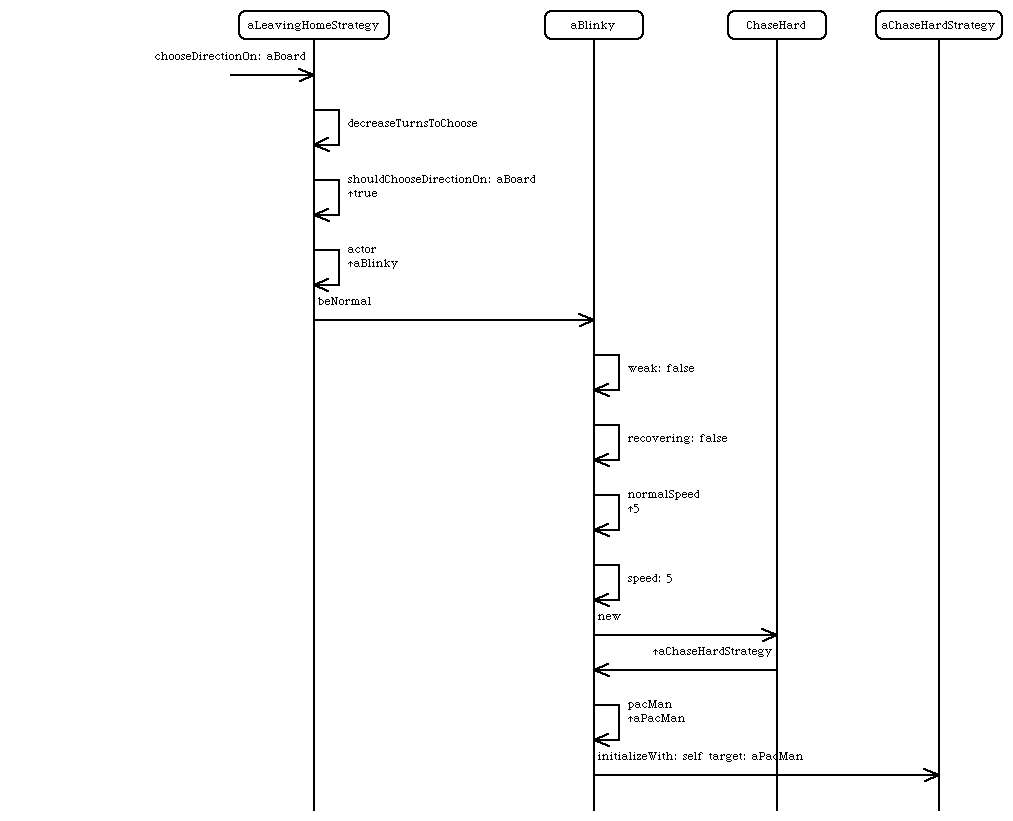 aLeavingHomeStrategy
aBlinky
ChaseHard
aChaseHardStrategy
chooseDirectionOn: aBoard
decreaseTurnsToChoose
shouldChooseDirectionOn: aBoard
↑true
actor
↑aBlinky
beNormal
weak: false
recovering: false
normalSpeed
↑5
speed: 5
new
↑aChaseHardStrategy
pacMan
↑aPacMan
initializeWith: self target: aPacMan